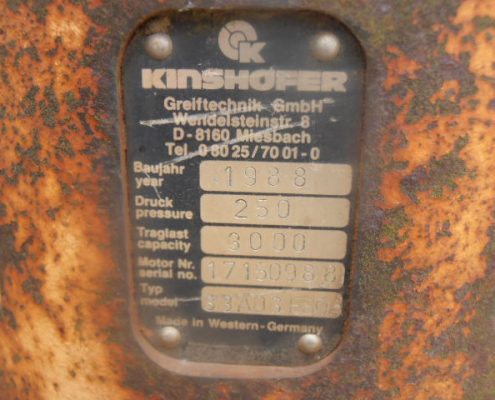 K
KINSHOFER
Greiftechnik GmbH
Wendelsteinstr. 8
D-8160 Miesbach
Tel 0 80 25/70 01-0
Baujahr 1988
year
Druck 250
pressure
Traglast 3000
capacity
Motor Nr.
serial no.
Typ
model
Made in Western-Germany